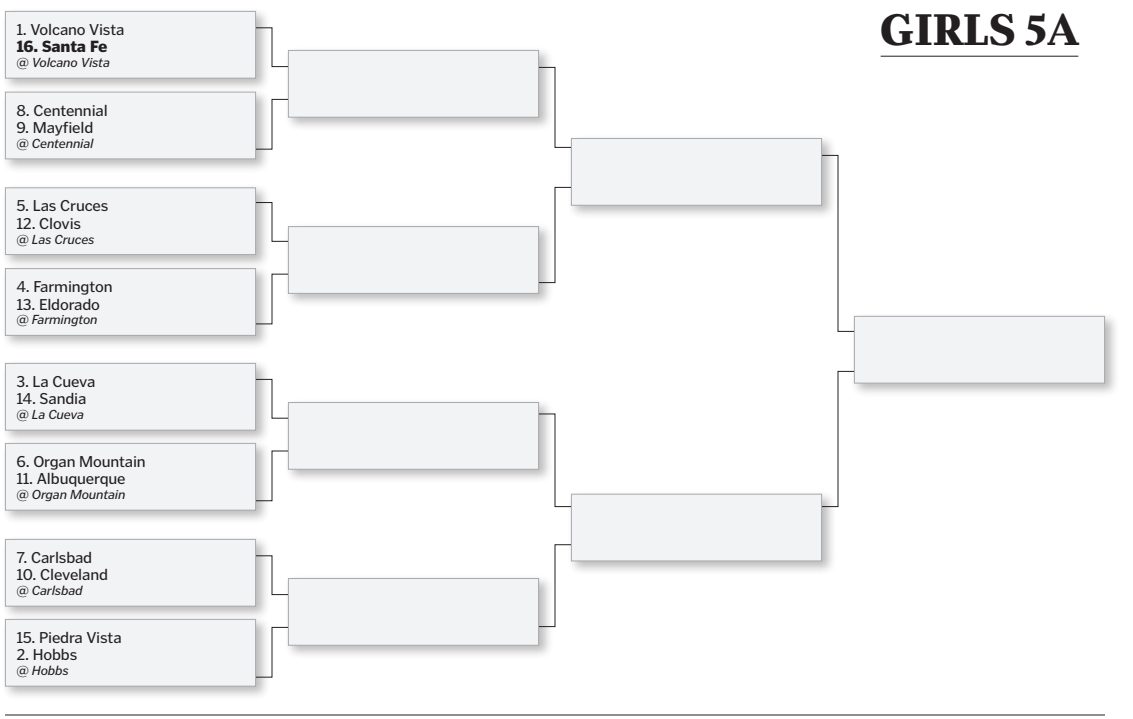 GIRLS 5A
1. Volcano Vista
16. Santa Fe
@ Volcano Vista
8. Centennial
9. Mayfield
@ Centennial
5. Las Cruces
12. Clovis
@ Las Cruces
4. Farmington
13. Eldorado
@ Farmington
3. La Cueva
14. Sandia
@ La Cueva
6. Organ Mountain
11. Albuquerque
@ Organ Mountain
7. Carlsbad
10. Cleveland
@ Carlsbad
15. Piedra Vista
2. Hobbs
@ Hobbs